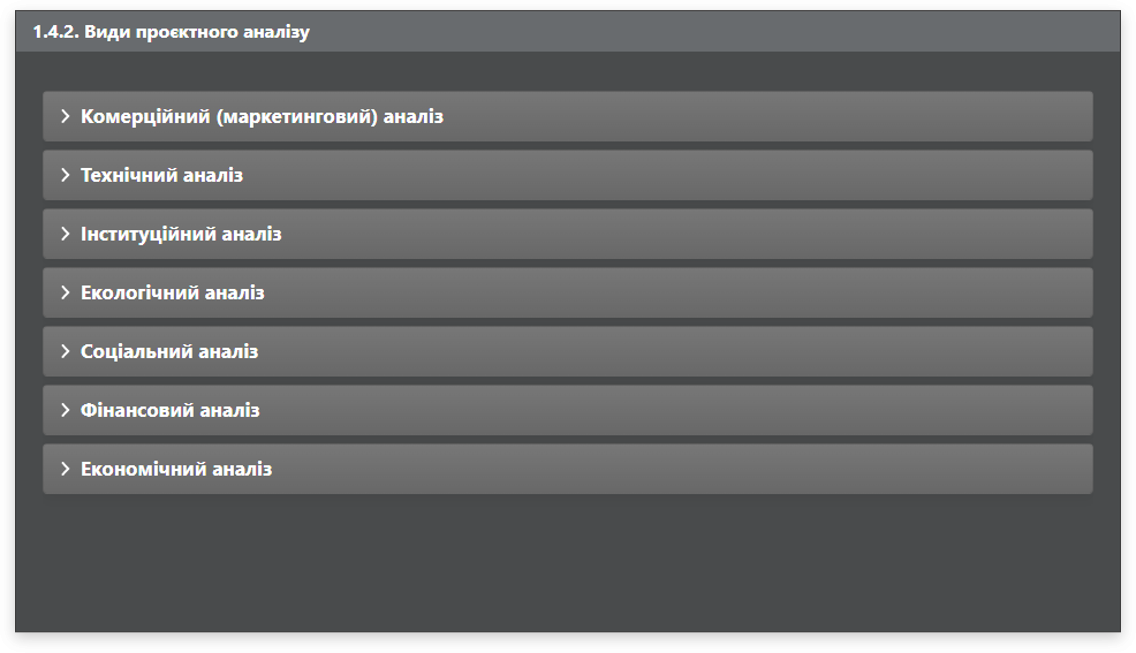 1.4.2. Види проєктного аналізу
Комерційний (маркетинговий) аналіз
Технічний аналіз
Інституційний аналіз
Екологічний аналіз
Соціальний аналіз
Фінансовий аналіз
Економічний аналіз